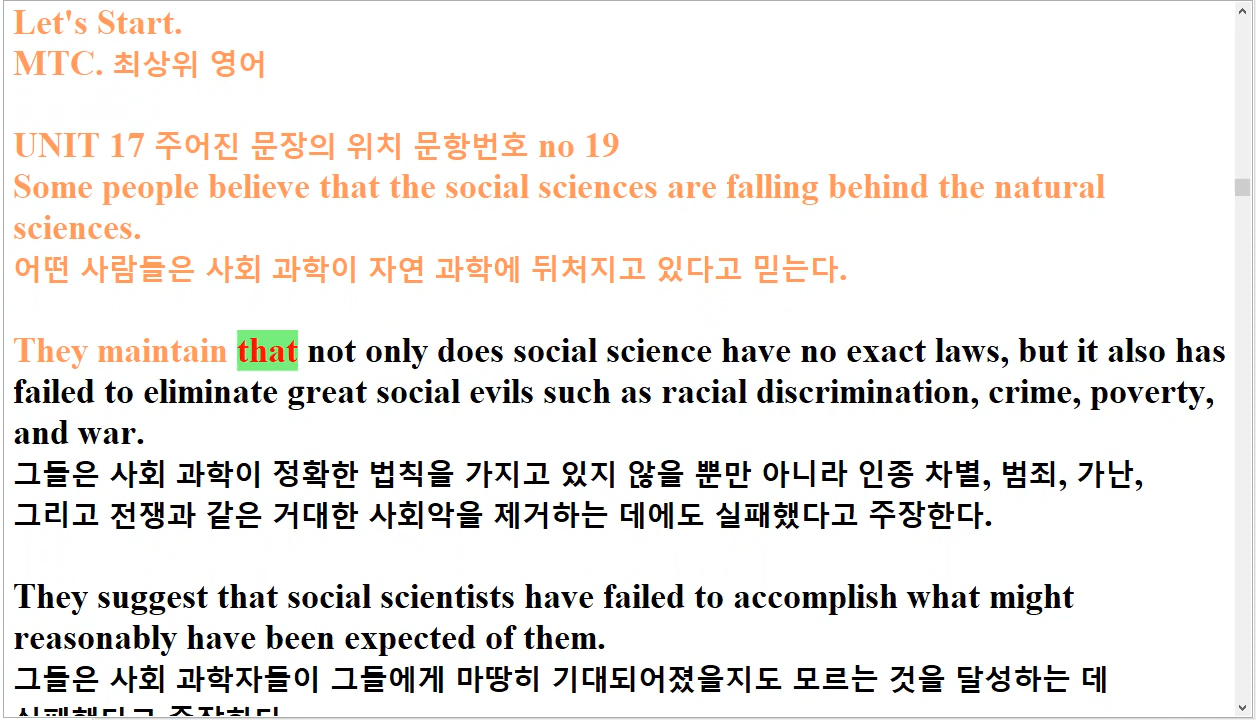 Let's Start.
MTC. 최상위 영어
UNIT 17 주어진 문장의 위치 문항번호 no 19
Some people believe that the social sciences are falling behind the natural
sciences.
어떤 사람들은 사회 과학이 자연 과학에 뒤처지고 있다고 믿는다.
They maintain that not only does social science have no exact laws, but it also has
failed to eliminate great social evils such as racial discrimination, crime, poverty,
and war.
그들은 사회 과학이 정확한 법칙을 가지고 있지 않을 뿐만 아니라 인종 차별, 범죄, 가난,
그리고 전쟁과 같은 거대한 사회악을 제거하는 데에도 실패했다고 주장한다.
They suggest that social scientists have failed to accomplish what might
reasonably have been expected of them.
그들은 사회 과학자들이 그들에게 마땅히 기대되어졌을지도 모르는 것을 달성하는 데
실패했다고 주장한다